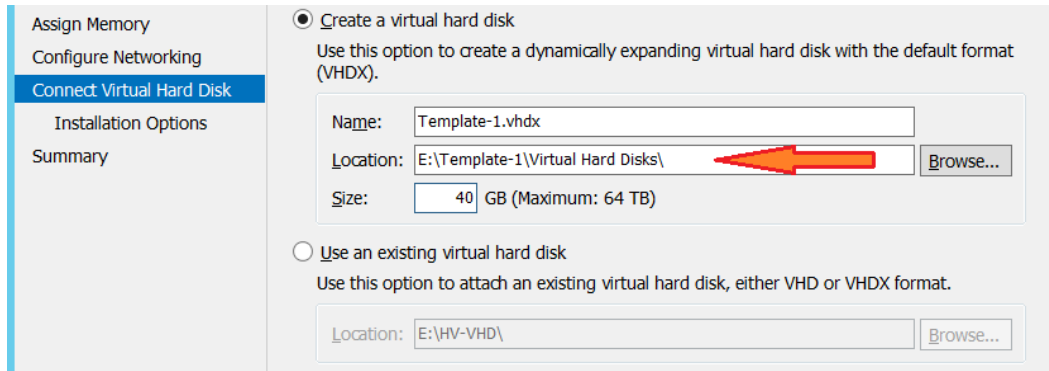 Assign Memory
Configure Networking
Connect Virtual Hard Disk
Installation Options
Summary
Create a virtual hard disk
Use this option to create a dynamically expanding virtual hard disk with the default format
(VHDX).
Name: Template-1.vhdx
Location: E:\Template-1\Virtual Hard Disks\ Browse...
Size: 40 GB (Maximum: 64 TB)
Use an existing virtual hard disk
Use this option to attach an existing virtual hard disk, either VHD or VHDX format.
Location: E:\HV-VHD\ Browse...